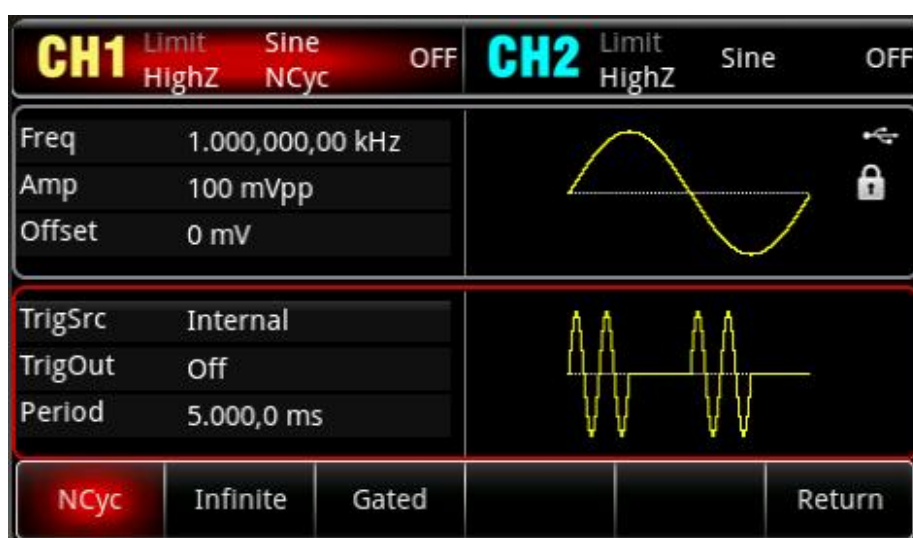 CH1 Limit Sine OFF CH2 Limit Sine OFF
HighZ NCyc HighZ
Freq 1.000,000,00 kHz
Amp 100 mVpp
Offset 0 mV
TrigSrc Internal
TrigOut Off
Period 5.000,0 ms
NCyc Infinite Gated Return